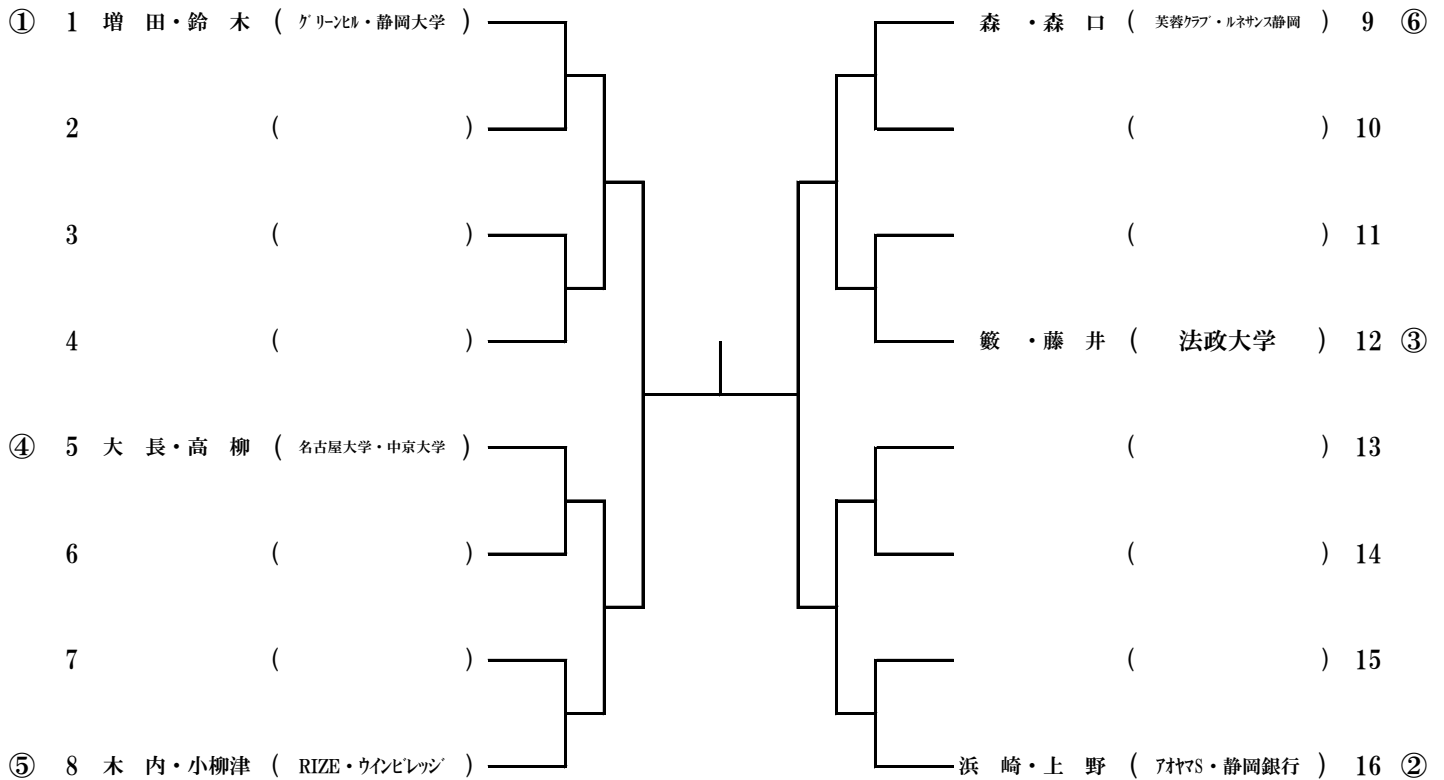 ① 1 増 田・鈴 木 ( グリーンヒル・静岡大学 )
2 ( )
3 ( )
4 ( )
④ 5 大 長・高 柳 ( 名古屋大学・中京大学 )
6 ( )
7 ( )
⑤ 8 木 内・小柳津 ( RIZE・ウインビレッジ )
森 ・森 口 ( 芙蓉クラブ・ルネサンス静岡 ) 9 ⑥
( ) 10
( ) 11
籔 ・藤 井 ( 法政大学 ) 12 ③
( ) 13
( ) 14
( ) 15
浜 崎・上 野 ( アオヤマS・静岡銀行 ) 16 ②